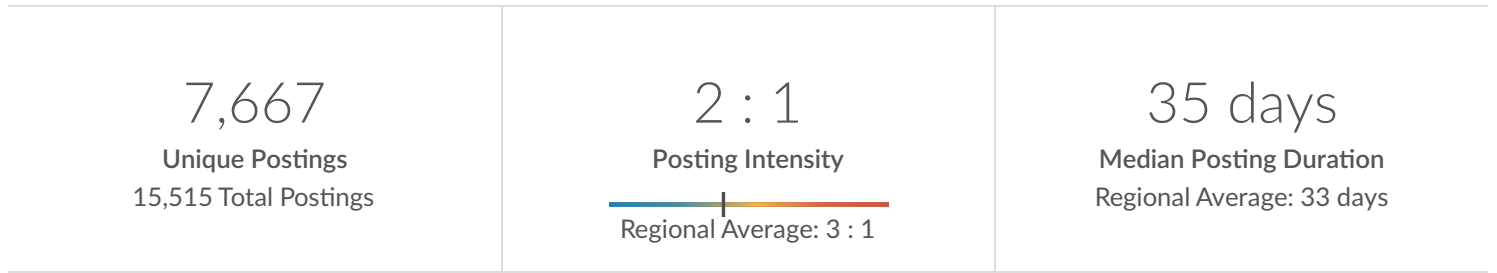 7,667
Unique Postings
15,515 Total Postings
2 : 1
Posting Intensity
Regional Average: 3 : 1
35 days
Median Posting Duration
Regional Average: 33 days